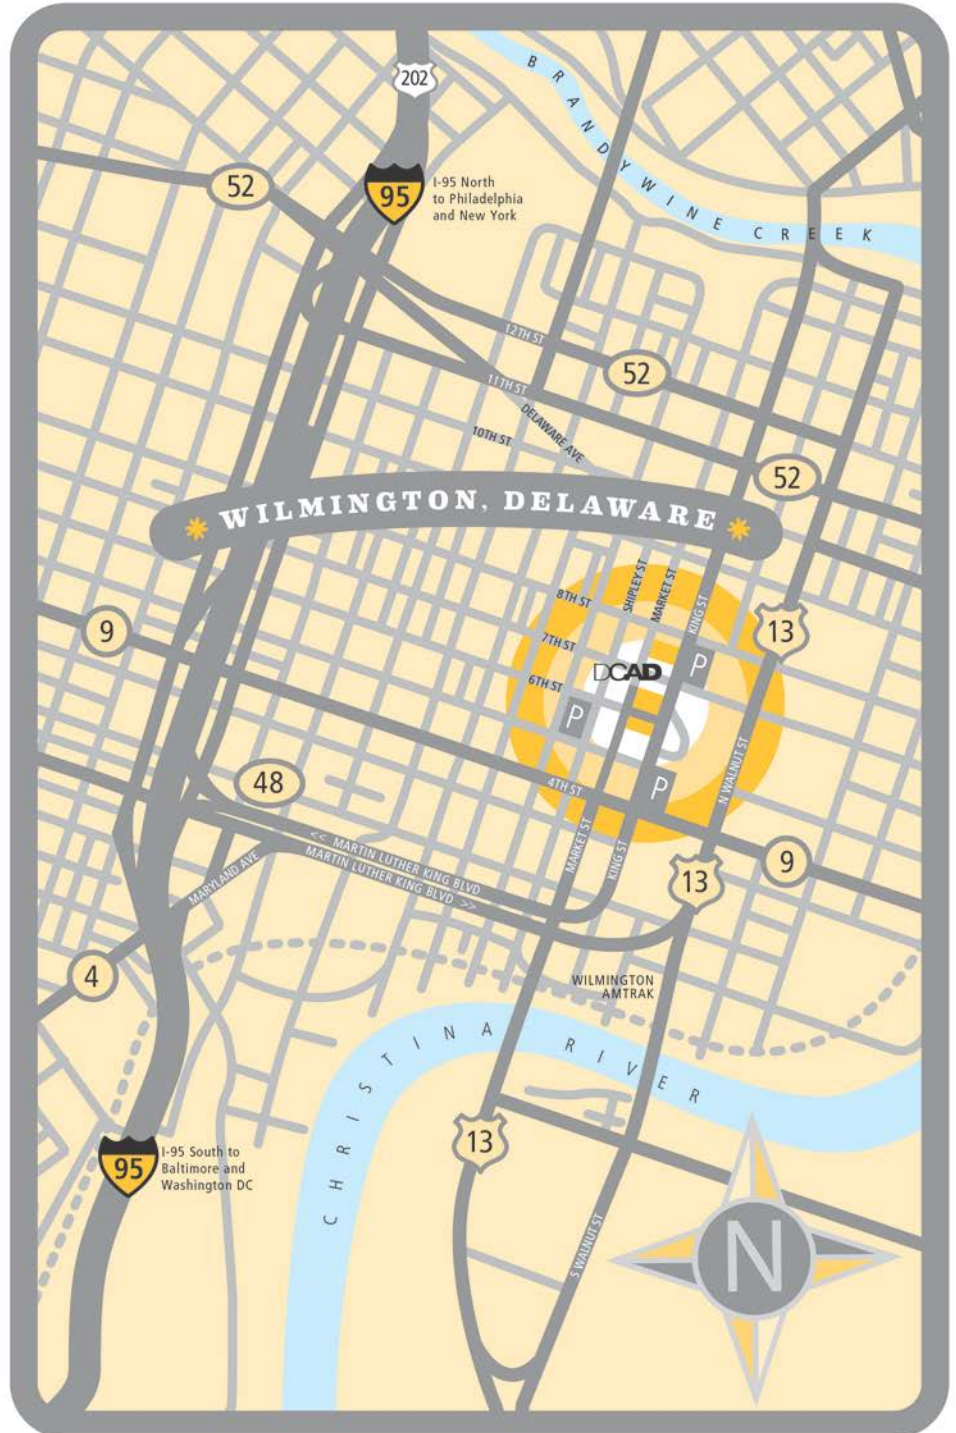 202
BRANDYWINE CREEK
52
95
I-95 North
to Philadelphia
and New York
12TH ST
52
11TH ST
DELAWARE AVE
10TH ST
52
WILMINGTON, DELAWARE
8TH ST
SHIPLEY ST
MARKET ST
KING ST
9
13
7TH ST
DCAD
P
6TH ST
P
48
4TH ST
P
N WALNUT ST
<< MARTIN LUTHER KING BLVD
MARTIN LUTHER KING BLVD >>
MARKET ST
KING ST
9
13
MARYLAND AVE
4
WILMINGTON
AMTRAK
CHRISTINA RIVER
13
95
I-95 South to
Baltimore and
Washington DC
S WALNUT ST
N